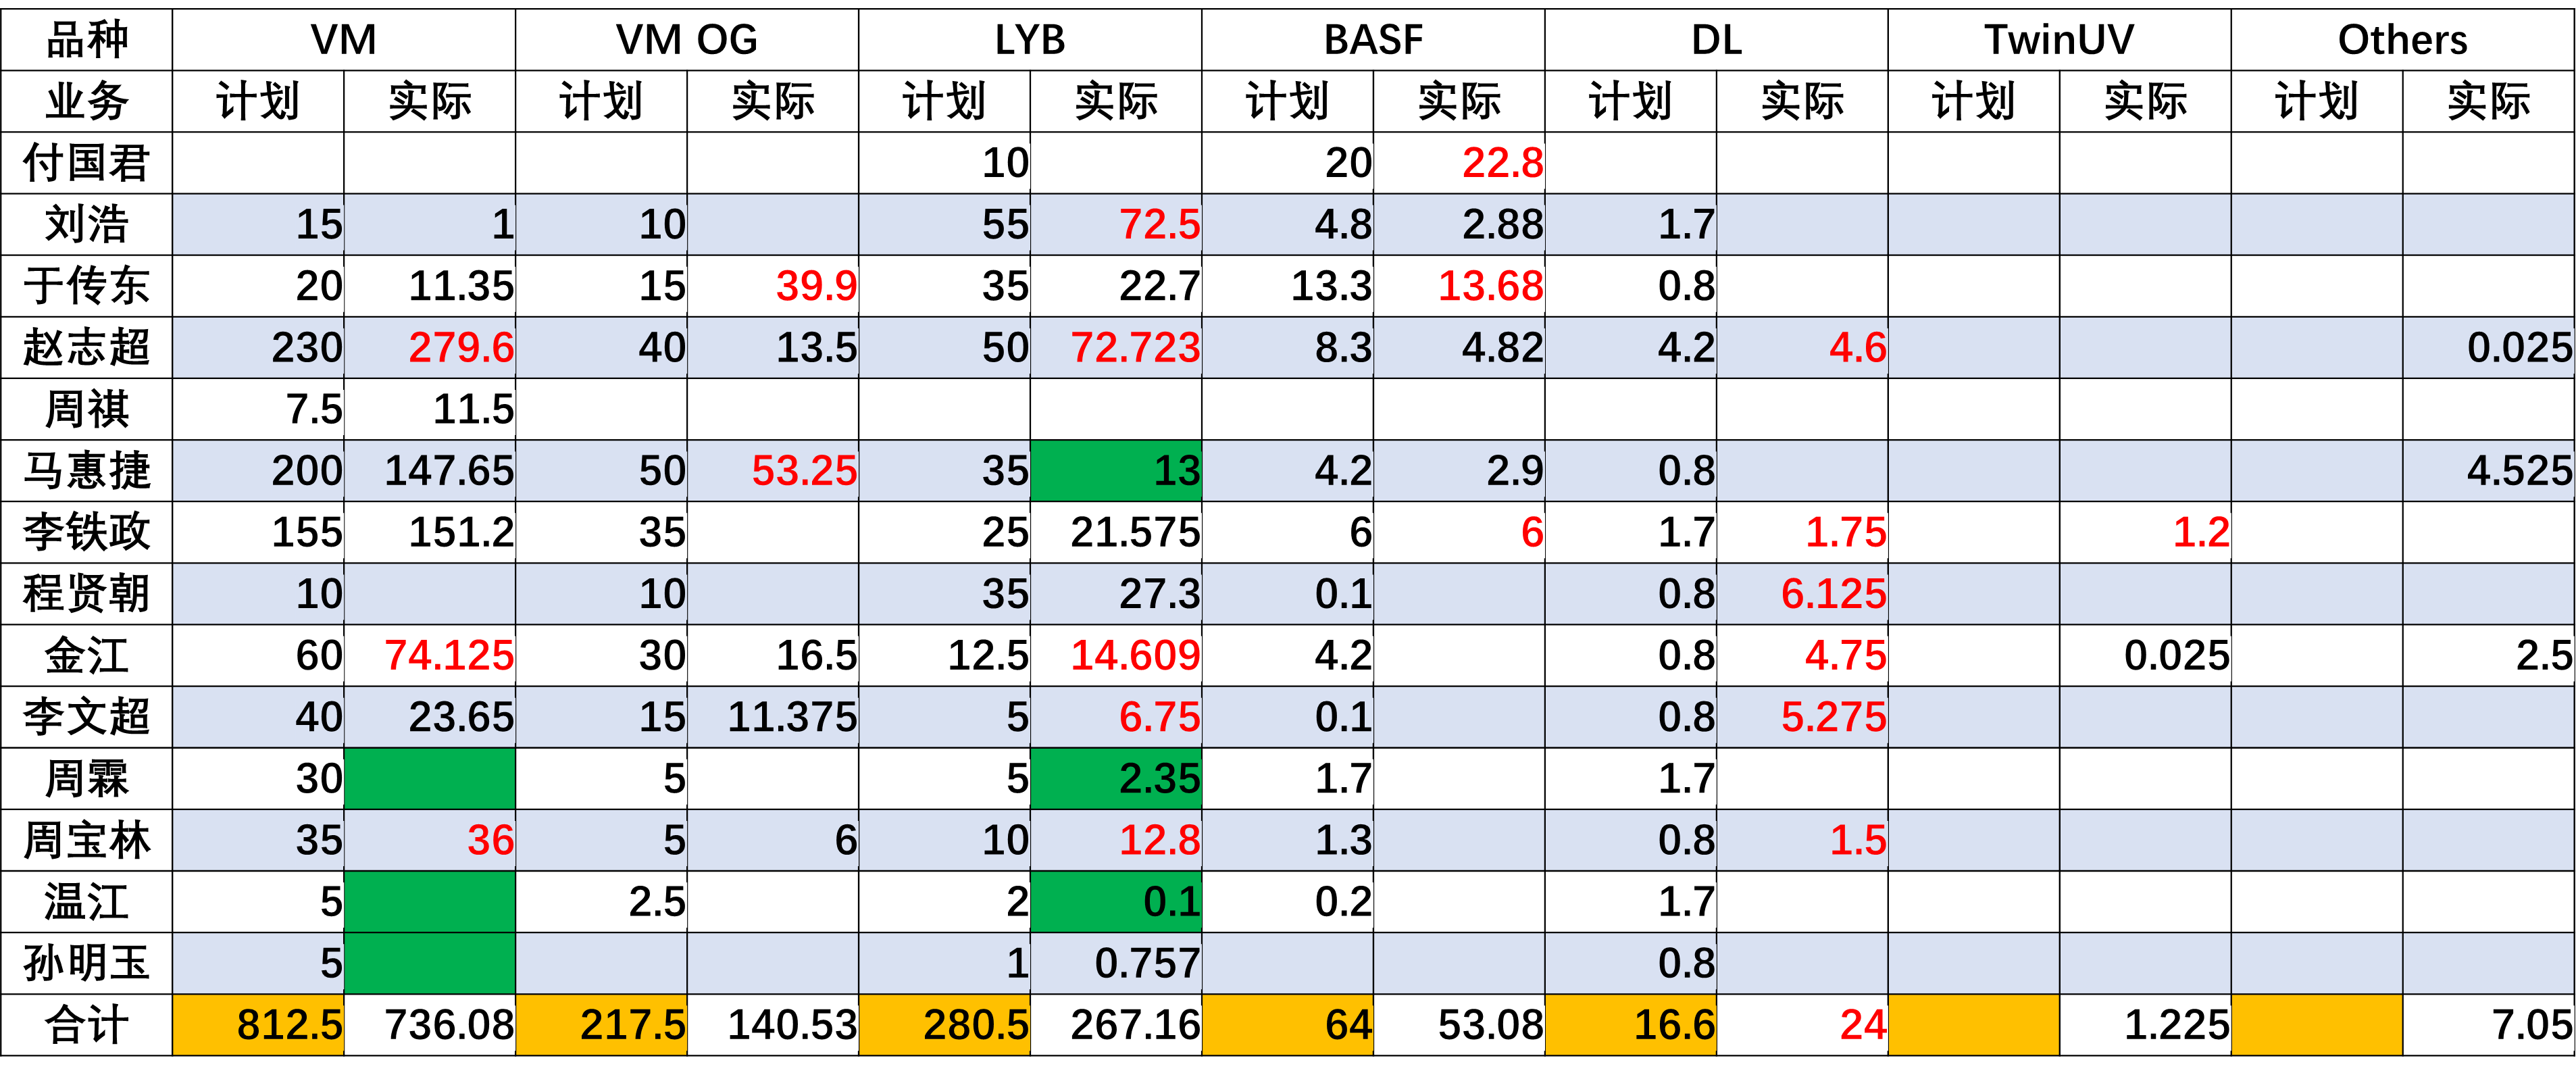 品种 VM VM OG LYB BASF DL TwinUV Others
业务 计划 实际 计划 实际 计划 实际 计划 实际 计划 实际 计划 实际 计划 实际
付国君 10 20 22.8
刘浩 15 1 10 55 72.5 4.8 2.88 1.7
于传东 20 11.35 15 39.9 35 22.7 13.3 13.68 0.8
赵志超 230 279.6 40 13.5 50 72.723 8.3 4.82 4.2 4.6 0.025
周祺 7.5 11.5
马惠捷 200 147.65 50 53.25 35 13 4.2 2.9 0.8 4.525
李铁政 155 151.2 35 25 21.575 6 6 1.7 1.75 1.2
程贤朝 10 10 35 27.3 0.1 0.8 6.125
金江 60 74.125 30 16.5 12.5 14.609 4.2 0.8 4.75 0.025 2.5
李文超 40 23.65 15 11.375 5 6.75 0.1 0.8 5.275
周霖 30 5 5 2.35 1.7 1.7
周宝林 35 36 5 6 10 12.8 1.3 0.8 1.5
温江 5 2.5 2 0.1 0.2 1.7
孙明玉 5 1 0.757 0.8
合计 812.5 736.08 217.5 140.53 280.5 267.16 64 53.08 16.6 24 1.225 7.05